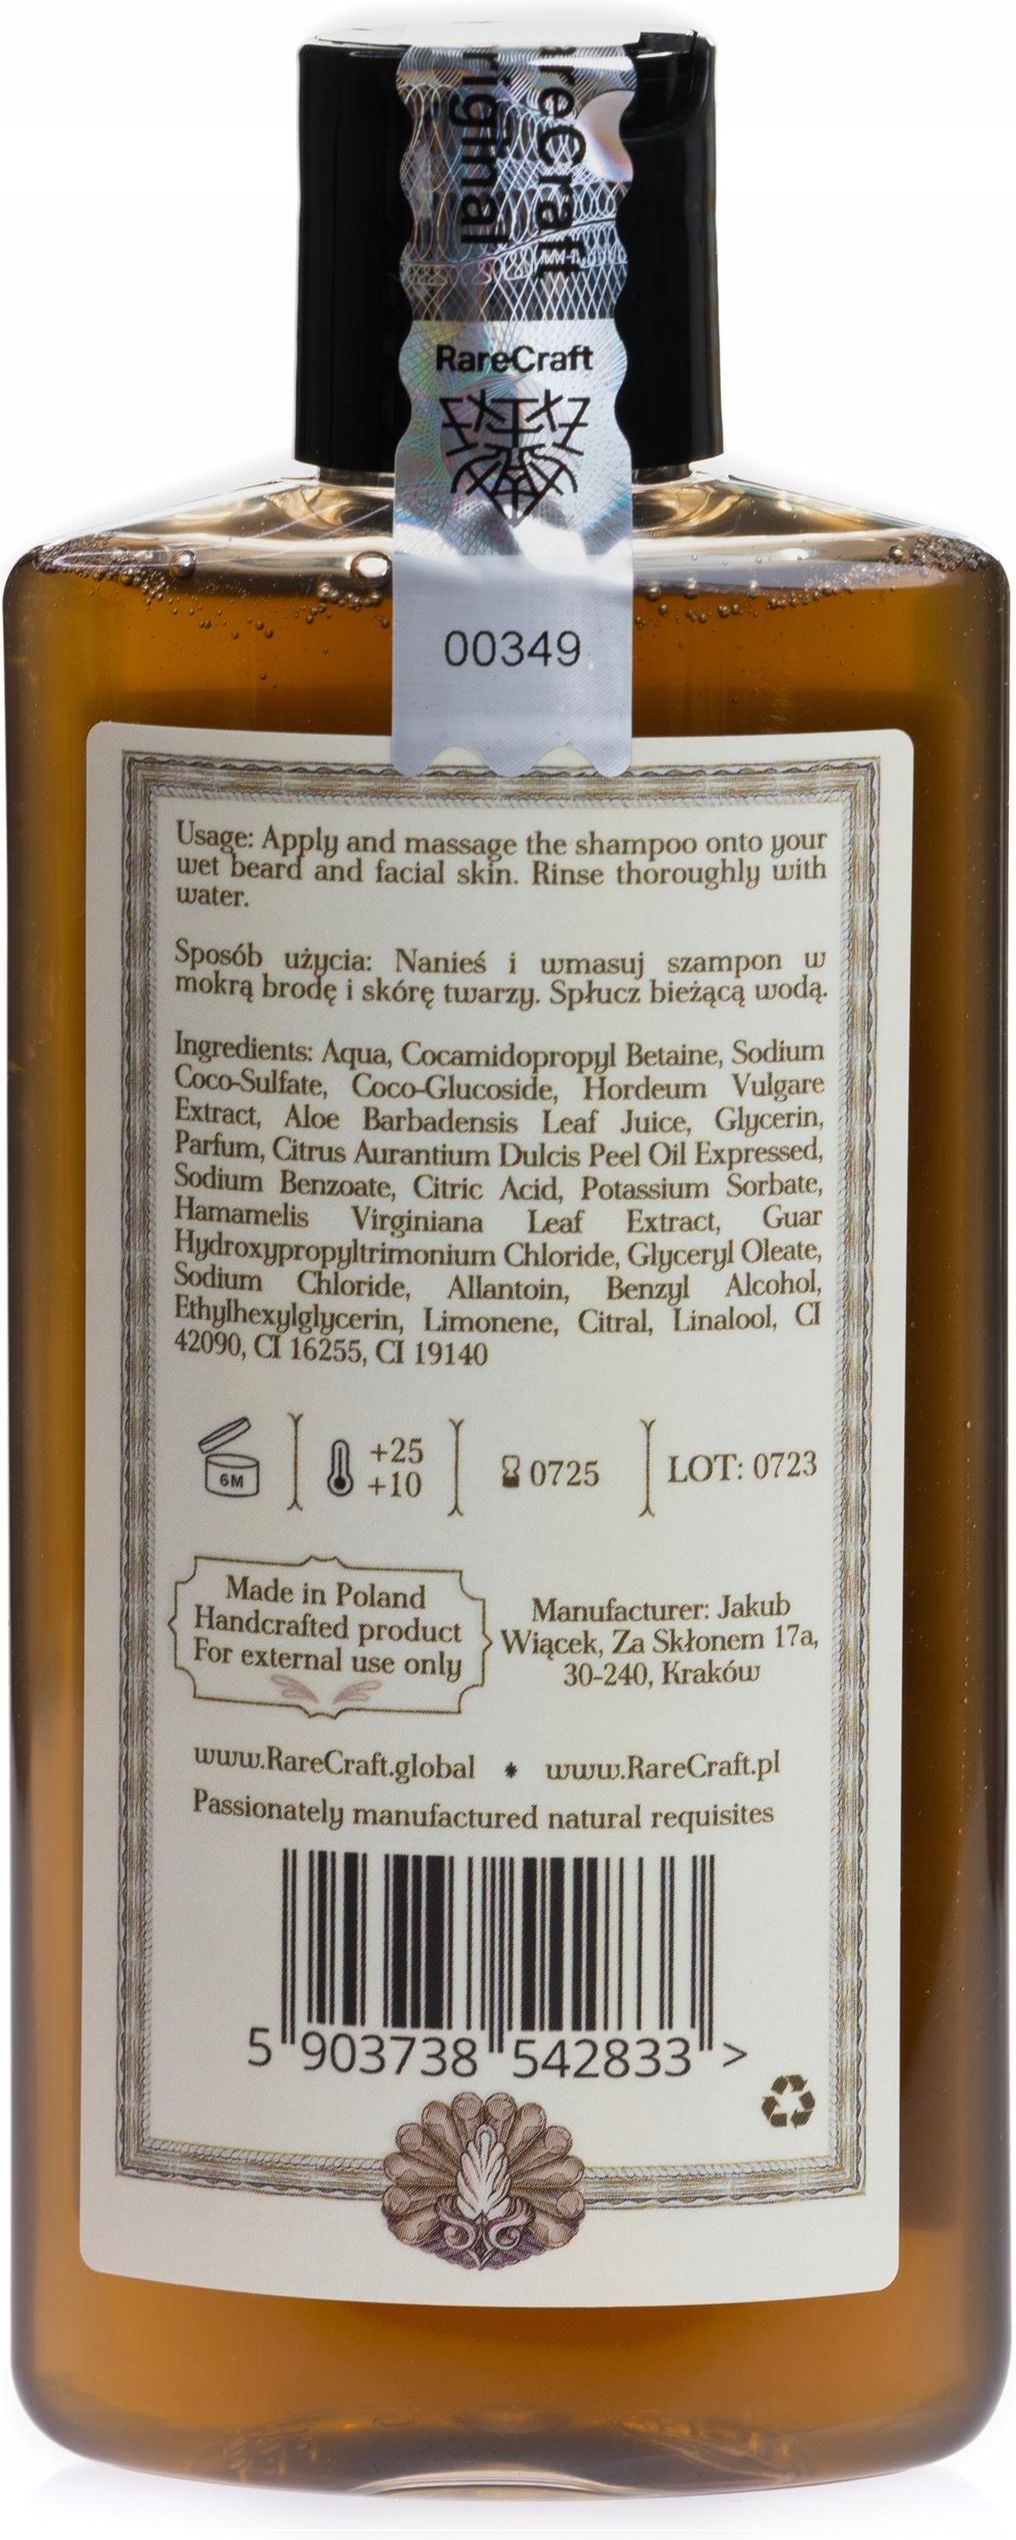 areCraft
riginal
RareCraft
00349
Usage: Apply and massage the shampoo onto your
wet beard and facial skin. Rinse thoroughly with
water.
Sposób użycia: Nanieś i wmasuj szampon w
mokrą brodę i skórę twarzy. Spłucz bieżącą wodą.
Ingredients: Aqua, Cocamidopropyl Betaine, Sodium
Coco-Sulfate, Coco-Glucoside, Hordeum Vulgare
Extract, Aloe Barbadensis Leaf Juice, Glycerin,
Parfum, Citrus Aurantium Dulcis Peel Oil Expressed,
Sodium Benzoate, Citric Acid, Potassium Sorbate,
Hamamelis Virginiana Leaf Extract, Guar
Hydroxypropyltrimonium Chloride, Glyceryl Oleate,
Sodium Chloride, Allantoin, Benzyl Alcohol,
Ethylhexylglycerin, Limonene, Citral, Linalool, CI
42090, CI 16255, CI 19140
6M
+25
+10
0725
LOT: 0723
Made in Poland
Handcrafted product
For external use only
Manufacturer: Jakub
Wiącek, Za Skłonem 17a,
30-240, Kraków
www.RareCraft.global * www.RareCraft.pl
Passionately manufactured natural requisites
5 903738 542833 >